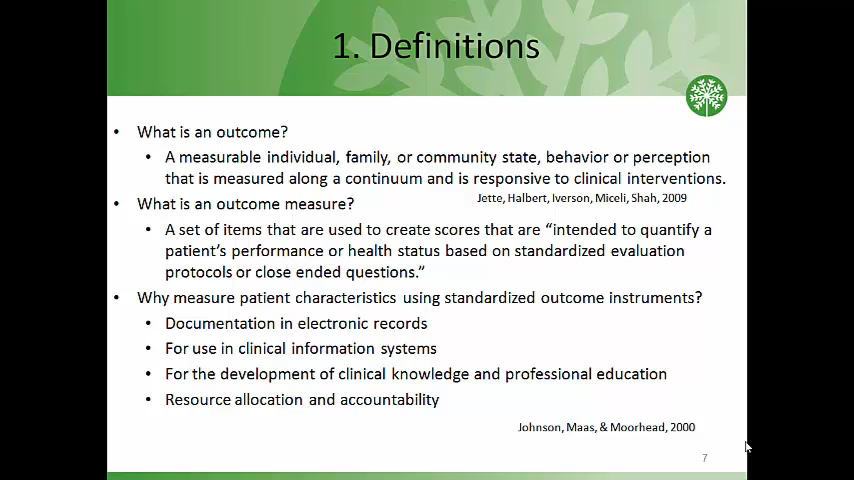 1. Definitions
• What is an outcome?
• A measurable individual, family, or community state, behavior or perception
that is measured along a continuum and is responsive to clinical interventions.
Jette, Halbert, Iverson, Miceli, Shah, 2009
• What is an outcome measure?
• A set of items that are used to create scores that are “intended to quantify a
patient’s performance or health status based on standardized evaluation
protocols or close ended questions.”
• Why measure patient characteristics using standardized outcome instruments?
• Documentation in electronic records
• For use in clinical information systems
• For the development of clinical knowledge and professional education
• Resource allocation and accountability
Johnson, Maas, & Moorhead, 2000
7